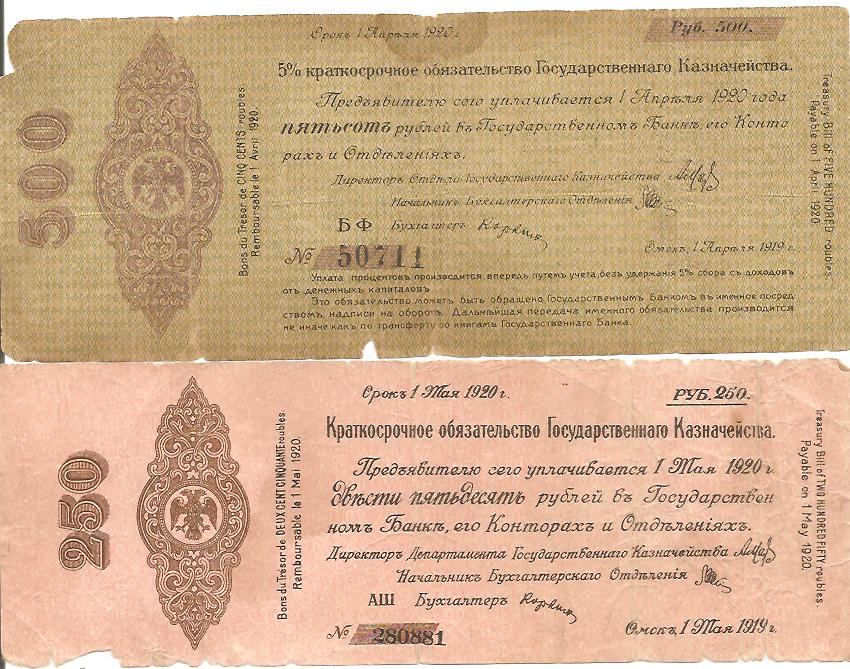 Срокъ 1 Апрѣля 1920 г.
Руб. 500.
5% краткосрочное обязательство Государственнаго Казначейства.
Предъявителю сего уплачивается 1 Апрѣля 1920 года
пятьсотъ рублей въ Государственномъ Банкѣ, его Конто
рахъ и Отдѣленіяхъ.
Директоръ Отдѣла Государственнаго Казначейства
Начальникъ Бухгалтерскаго Отдѣленія
БФ Бухгалтеръ
№ 50711
Омскъ, 1 Апрѣля 1919 г.
Уплата процентовъ производится впередъ путемъ учета, безъ удержанія 5% сбора съ доходовъ
отъ денежныхъ капиталовъ.
Это обязательство можетъ быть обращено Государственнымъ Банкомъ въ именное посред
ствомъ надписи на оборотѣ. Дальнѣйшая передача именного обязательства производится
не иначе какъ по трансферту по книгамъ Государственнаго Банка.
500
Bons du Trésor de CINQ CENTS roubles.
Remboursable le 1 Avril 1920.
Treasury Bill of FIVE HUNDRED roubles.
Payable on 1 April 1920.
Срокъ 1 Мая 1920 г.
РУБ. 250.
Краткосрочное обязательство Государственнаго Казначейства.
Предъявителю сего уплачивается 1 Мая 1920 г.
двѣсти пятьдесятъ рублей въ Государствен
номъ Банкѣ, его Конторахъ и Отдѣленіяхъ.
Директоръ Департамента Государственнаго Казначейства
Начальникъ Бухгалтерскаго Отдѣленія
АШ Бухгалтеръ
№ 280881
Омскъ, 1 Мая 1919 г.
250
Bons du Trésor de DEUX CENT CINQUANTE roubles.
Remboursable le 1 Mai 1920.
Treasury Bill of TWO HUNDRED FIFTY roubles.
Payable on 1 May 1920.